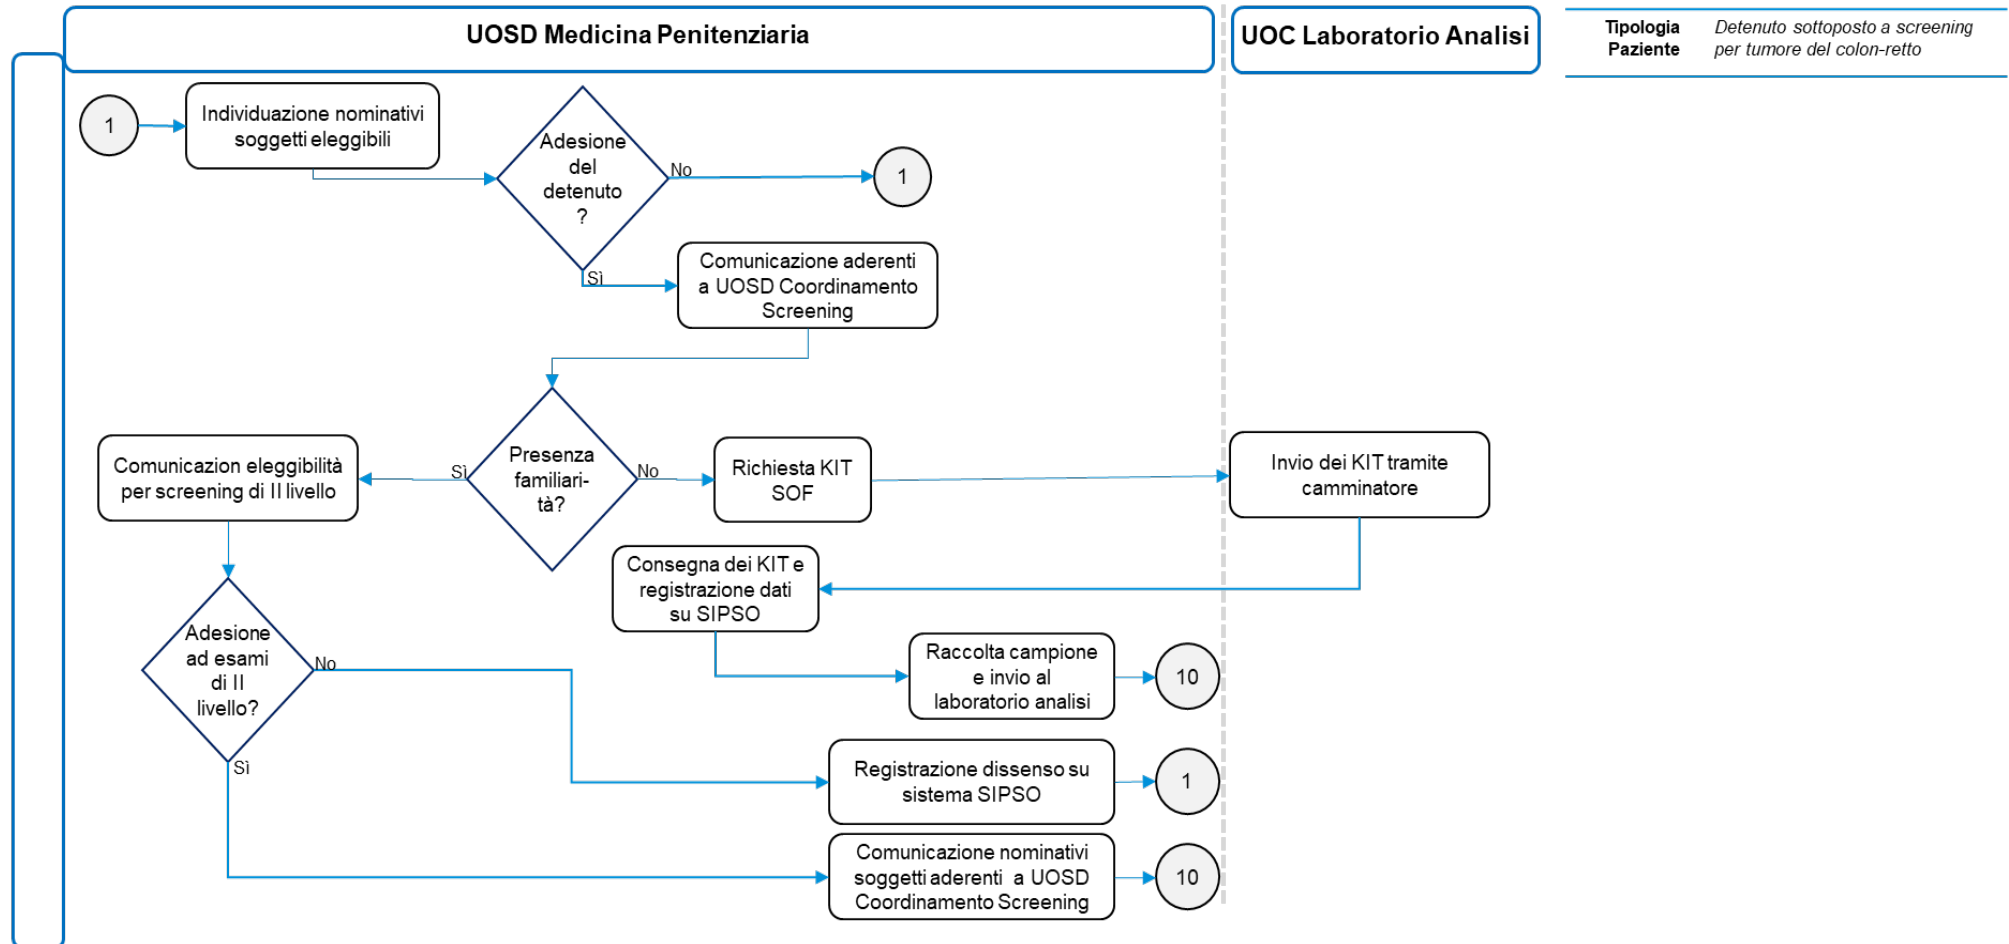 UOSD Medicina Penitenziaria
UOC Laboratorio Analisi
Tipologia
Paziente
Detenuto sottoposto a screening
per tumore del colon-retto
1
Individuazione nominativi
soggetti eleggibili
Adesione
del
detenuto
?
No
1
Sì
Comunicazione aderenti
a UOSD Coordinamento
Screening
Comunicazion eleggibilità
per screening di II livello
Sì
Presenza
familiari-
tà?
No
Richiesta KIT
SOF
Invio dei KIT tramite
camminatore
Consegna dei KIT e
registrazione dati
su SIPSO
Adesione
ad esami
di II
livello?
No
Raccolta campione
e invio al
laboratorio analisi
10
Sì
Registrazione dissenso su
sistema SIPSO
1
Comunicazione nominativi
soggetti aderenti a UOSD
Coordinamento Screening
10